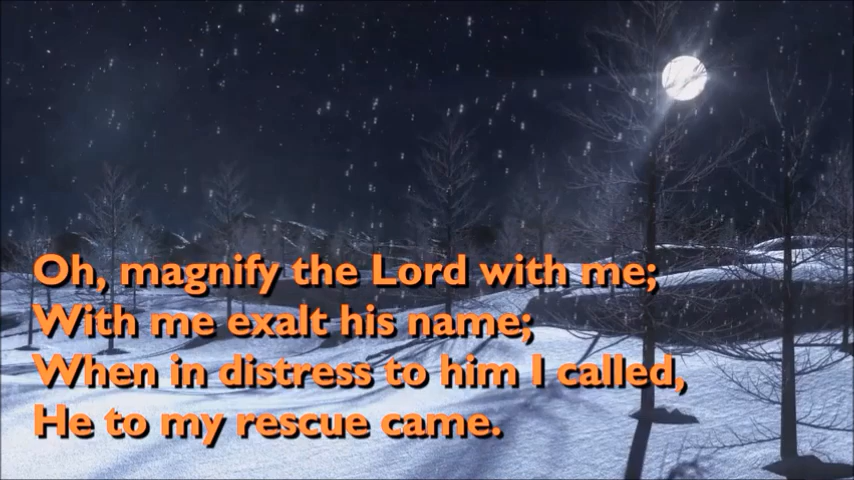 Oh, magnify the Lord with me;
With me exalt his name;
When in distress to him I called,
He to my rescue came.